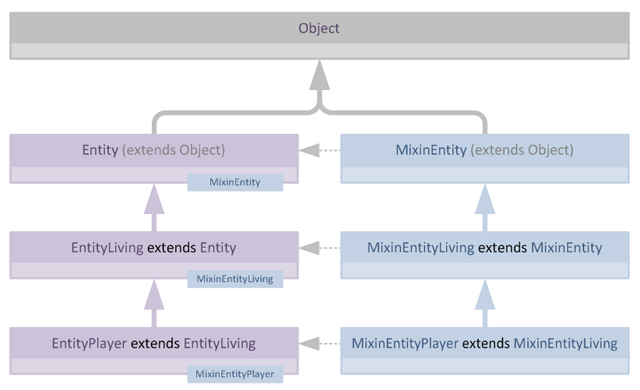 Object
Entity (extends Object)
MixinEntity (extends Object)
MixinEntity
EntityLiving extends Entity
MixinEntityLiving extends MixinEntity
MixinEntityLiving
EntityPlayer extends EntityLiving
MixinEntityPlayer extends MixinEntityLiving
MixinEntityPlayer